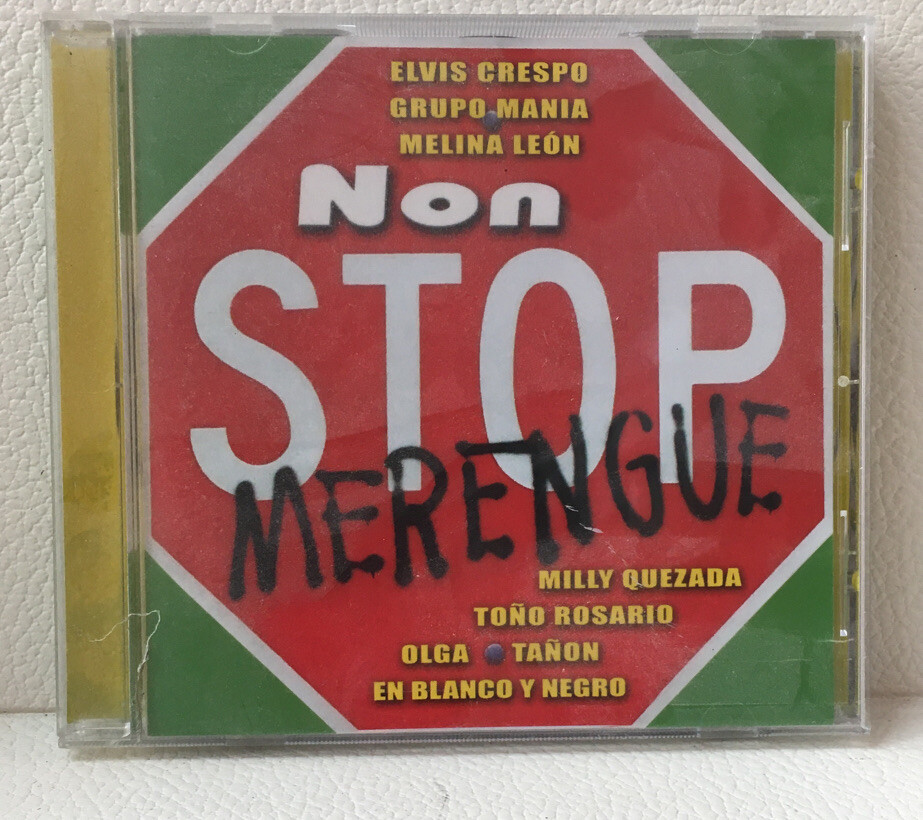 ELVIS CRESPO
GRUPO MANIA
MELINA LEÓN
Non
STOP
MERENGUE
MILLY QUEZADA
TOÑO ROSARIO
OLGA TAÑON
EN BLANCO Y NEGRO